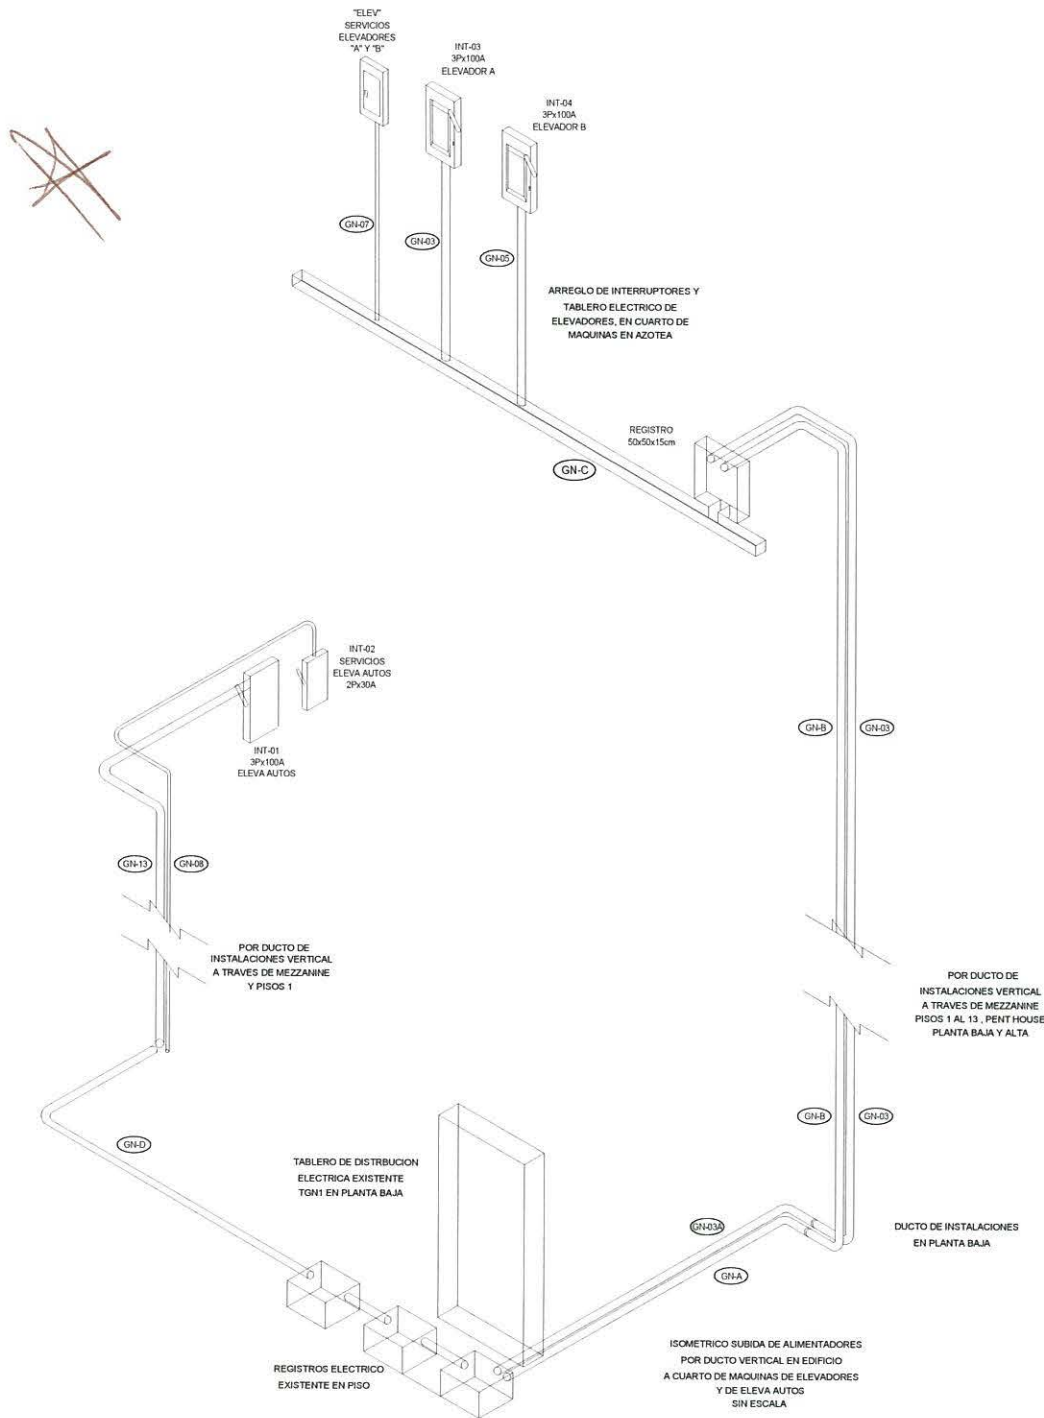 "ELEV"
SERVICIOS
ELEVADORES
"A" Y "B"
INT-03
3Px100A
ELEVADOR A
INT-04
3Px100A
ELEVADOR B
GN-07
GN-03
GN-05
ARREGLO DE INTERRUPTORES Y
TABLERO ELECTRICO DE
ELEVADORES, EN CUARTO DE
MAQUINAS EN AZOTEA
REGISTRO
50x50x15cm
GN-C
INT-02
SERVICIOS
ELEVA AUTOS
2Px30A
INT-01
3Px100A
ELEVA AUTOS
GN-B
GN-03
GN-13
GN-08
POR DUCTO DE
INSTALACIONES VERTICAL
A TRAVES DE MEZZANINE
Y PISOS 1
POR DUCTO DE
INSTALACIONES VERTICAL
A TRAVES DE MEZZANINE
PISOS 1 AL 13 , PENT HOUSE
PLANTA BAJA Y ALTA
GN-B
GN-03
GN-D
TABLERO DE DISTRBUCION
ELECTRICA EXISTENTE
TGN1 EN PLANTA BAJA
GN-03A
GN-A
DUCTO DE INSTALACIONES
EN PLANTA BAJA
REGISTROS ELECTRICO
EXISTENTE EN PISO
ISOMETRICO SUBIDA DE ALIMENTADORES
POR DUCTO VERTICAL EN EDIFICIO
A CUARTO DE MAQUINAS DE ELEVADORES
Y DE ELEVA AUTOS
SIN ESCALA